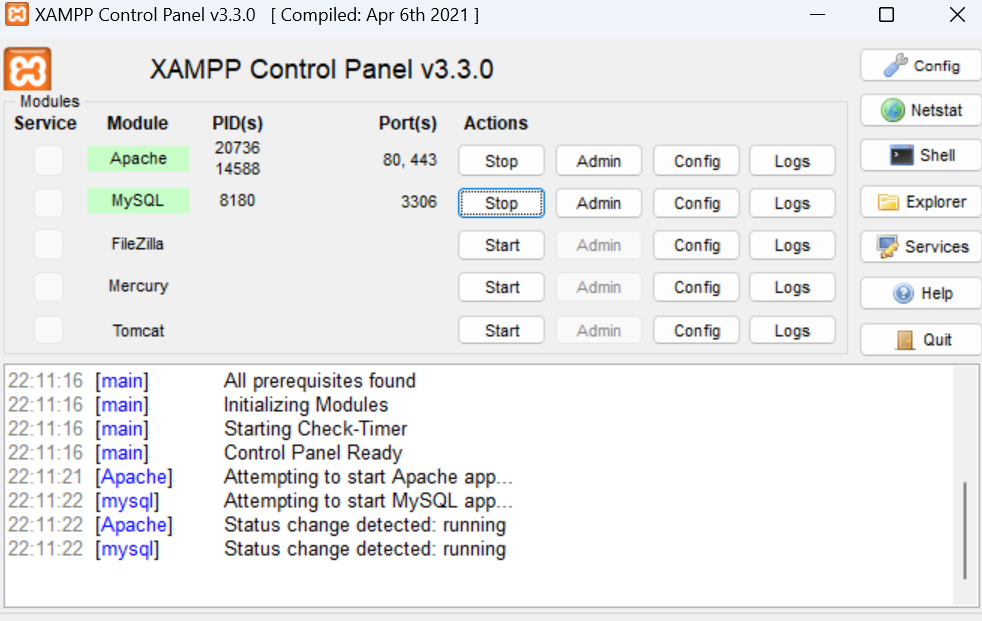 XAMPP Control Panel v3.3.0 [ Compiled: Apr 6th 2021 ]
XAMPP Control Panel v3.3.0
Config
Modules
Service Module PID(s) Port(s) Actions
Netstat
Apache 20736 14588 80, 443 Stop Admin Config Logs
Shell
MySQL 8180 3306 Stop Admin Config Logs
Explorer
FileZilla Start Admin Config Logs
Services
Mercury Start Admin Config Logs
Help
Tomcat Start Admin Config Logs
Quit
22:11:16 [main] All prerequisites found
22:11:16 [main] Initializing Modules
22:11:16 [main] Starting Check-Timer
22:11:16 [main] Control Panel Ready
22:11:21 [Apache] Attempting to start Apache app...
22:11:22 [mysql] Attempting to start MySQL app...
22:11:22 [Apache] Status change detected: running
22:11:22 [mysql] Status change detected: running